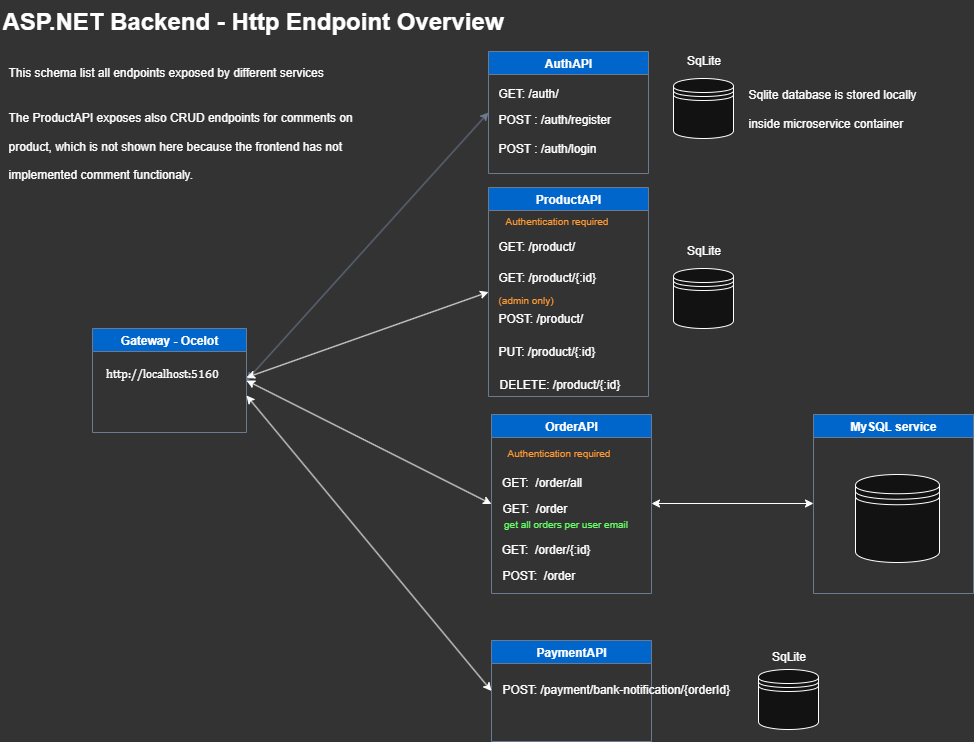 ASP.NET Backend - Http Endpoint Overview
This schema list all endpoints exposed by different services
The ProductAPI exposes also CRUD endpoints for comments on
product, which is not shown here because the frontend has not
implemented comment functionaly.
AuthAPI
GET: /auth/
POST : /auth/register
POST : /auth/login
SqLite
Sqlite database is stored locally
inside microservice container
ProductAPI
Authentication required
GET: /product/
GET: /product/{:id}
(admin only)
POST: /product/
PUT: /product/{:id}
DELETE: /product/{:id}
SqLite
Gateway - Ocelot
http://localhost:5160
OrderAPI
Authentication required
GET:  /order/all
GET:  /order
get all orders per user email
GET:  /order/{:id}
POST:  /order
MySQL service
PaymentAPI
POST: /payment/bank-notification/{orderId}
SqLite